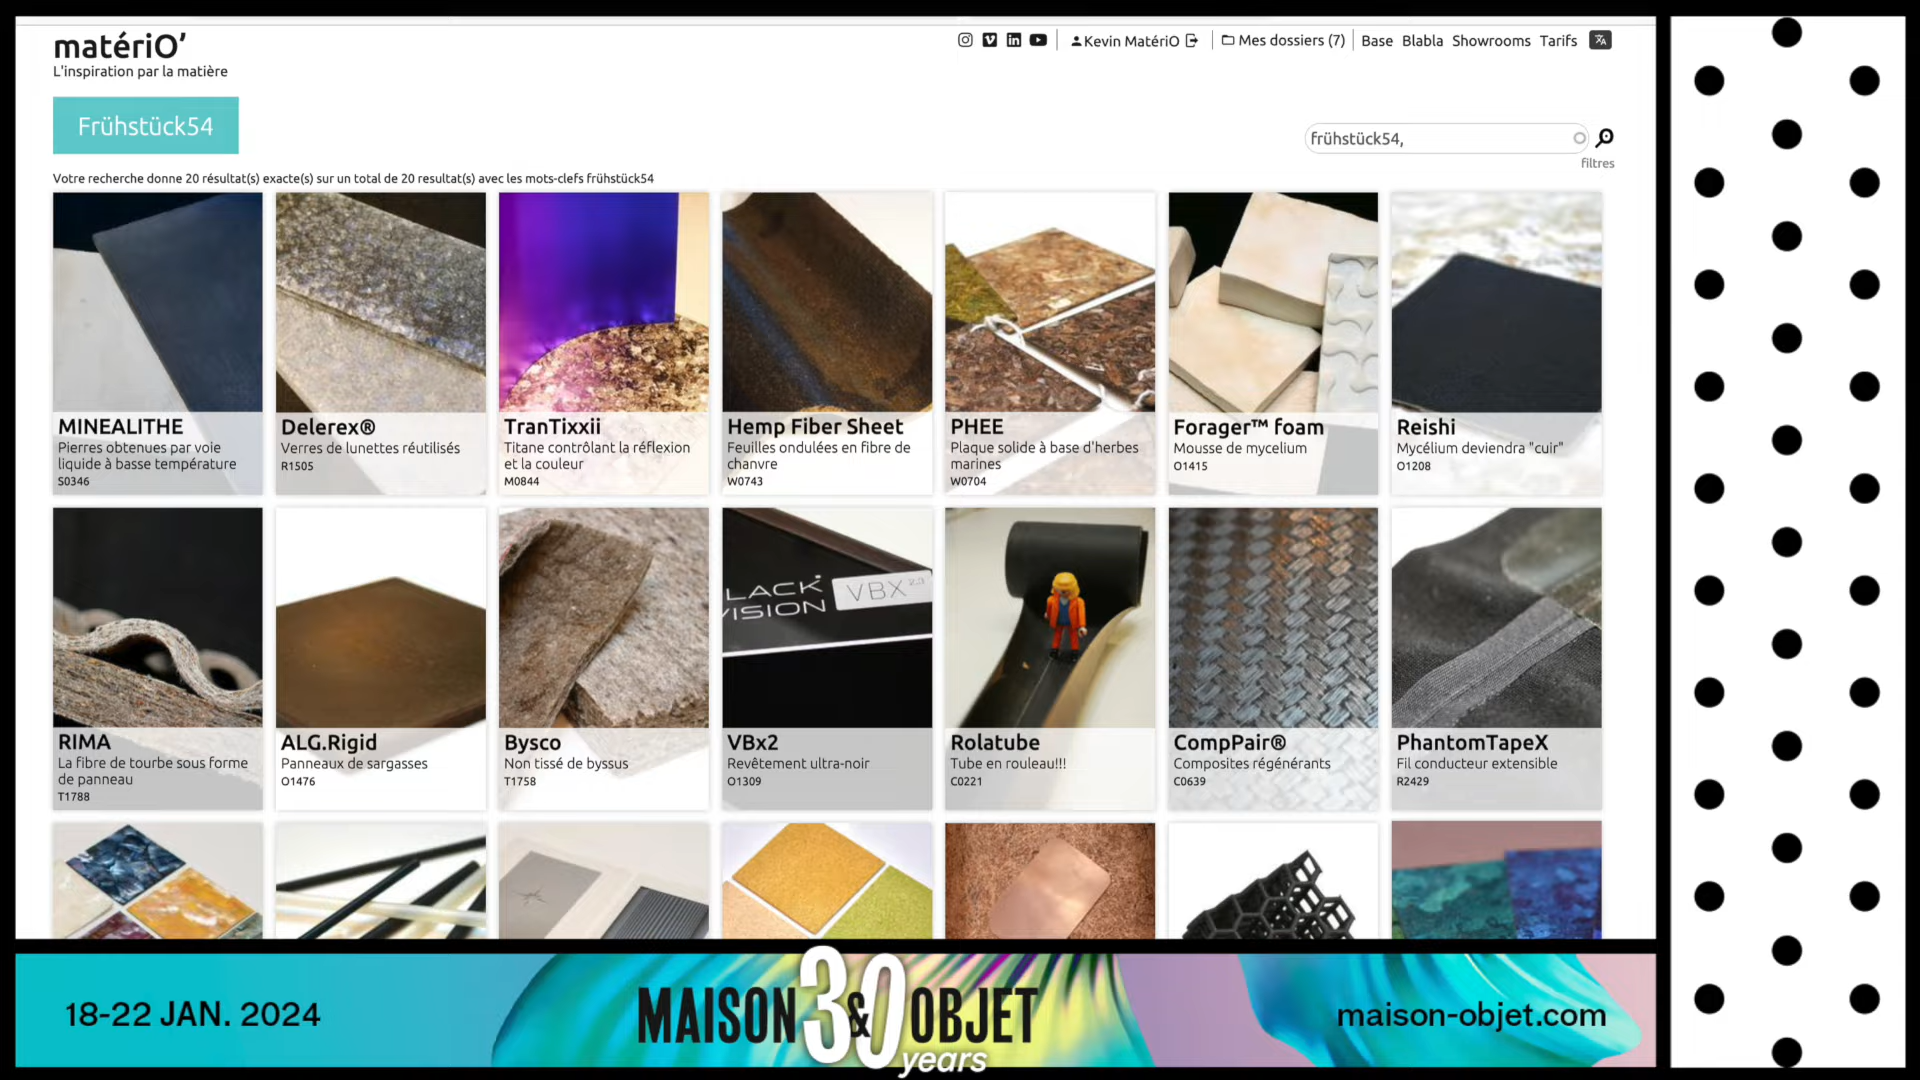 matériO’
L'inspiration par la matière
Kevin MatériO
Mes dossiers (7)
Base Blabla Showrooms Tarifs
Frühstück54
frühstück54,
filtres
Votre recherche donne 20 résultat(s) exacte(s) sur un total de 20 resultat(s) avec les mots-clefs frühstück54
MINEALITHE
Pierres obtenues par voie
liquide à basse température
S0346
Delerex®
Verres de lunettes réutilisés
R1505
TranTixxii
Titane contrôlant la réflexion
et la couleur
M0844
Hemp Fiber Sheet
Feuilles ondulées en fibre de
chanvre
W0743
PHEE
Plaque solide à base d'herbes
marines
W0704
Forager™ foam
Mousse de mycelium
O1415
Reishi
Mycélium deviendra "cuir"
O1208
RIMA
La fibre de tourbe sous forme
de panneau
T1788
ALG.Rigid
Panneaux de sargasses
O1476
Bysco
Non tissé de byssus
T1758
LACK
VISION
VBX 2.3
VBx2
Revêtement ultra-noir
O1309
Rolatube
Tube en rouleau!!!
C0221
CompPair®
Composites régénérants
C0639
PhantomTapeX
Fil conducteur extensible
R2429
18-22 JAN. 2024
MAISON & OBJET
30
years
maison-objet.com